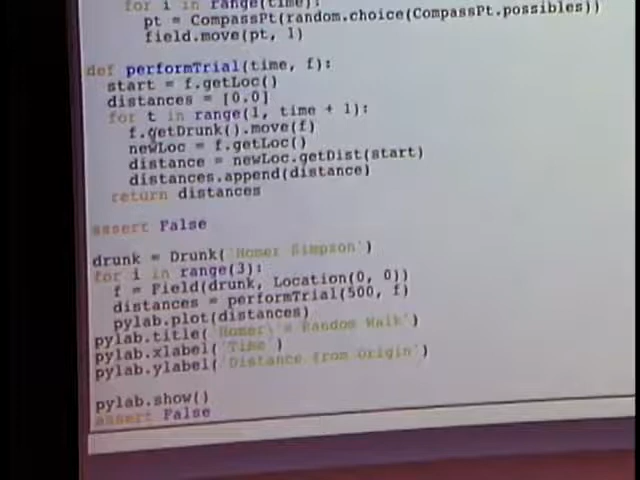 for i in range(time):
pt = CompassPt(random.choice(CompassPt.possibles))
field.move(pt, 1)
def performTrial(time, f):
start = f.getLoc()
distances = [0.0]
for t in range(1, time + 1):
f.getDrunk().move(f)
newLoc = f.getLoc()
distance = newLoc.getDist(start)
distances.append(distance)
return distances
assert False
drunk = Drunk('Homer Simpson')
for i in range(3):
f = Field(drunk, Location(0, 0))
distances = performTrial(500, f)
pylab.plot(distances)
pylab.title('Homer\'s Random Walk')
pylab.xlabel('Time')
pylab.ylabel('Distance from Origin')
pylab.show()
assert False